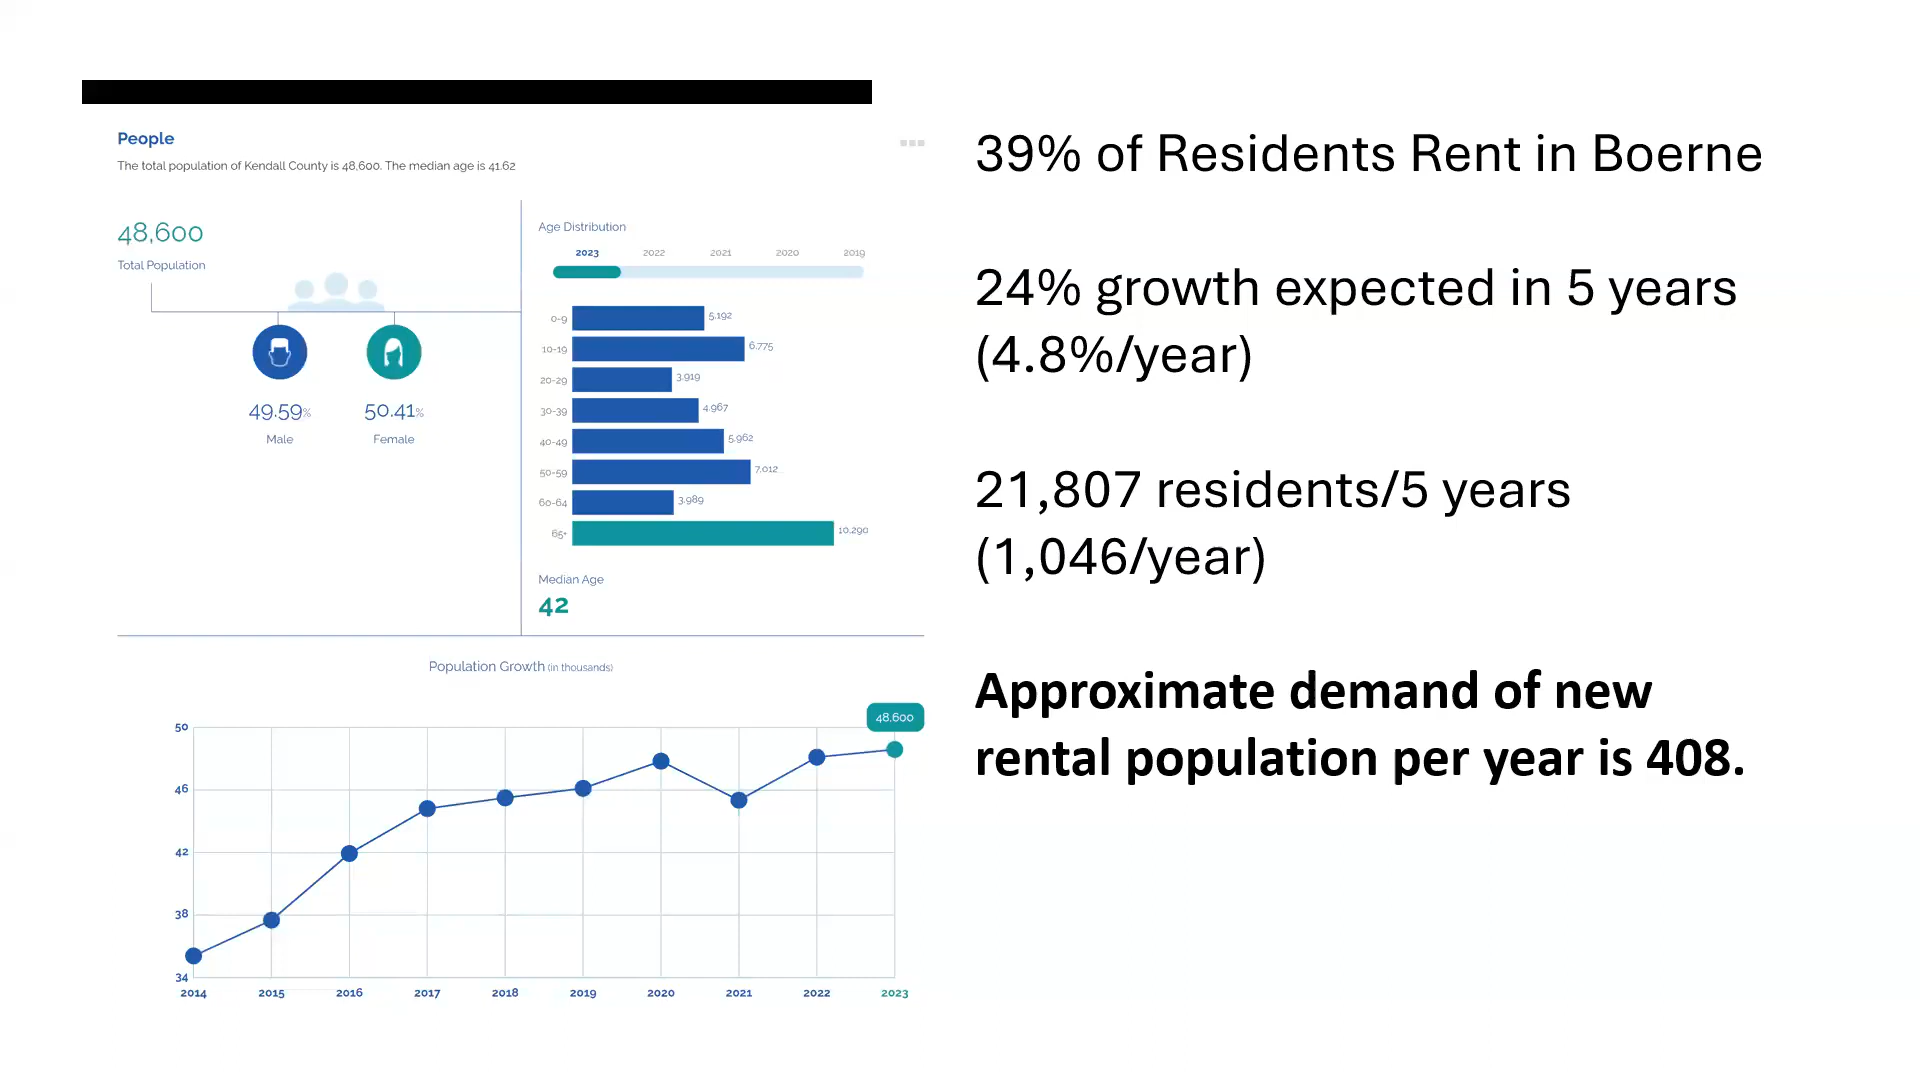 People
The total population of Kendall County is 48,600. The median age is 41.62
48,600
Total Population
49.59%
Male
50.41%
Female
Age Distribution
2023 2022 2021 2020 2019
0-9 5,192
10-19 6,775
20-29 3,919
30-39 4,967
40-49 5,962
50-59 7,012
60-64 3,989
65+ 10,290
Median Age
42
Population Growth (in thousands)
48,600
50
46
42
38
34
2014 2015 2016 2017 2018 2019 2020 2021 2022 2023
39% of Residents Rent in Boerne
24% growth expected in 5 years
(4.8%/year)
21,807 residents/5 years
(1,046/year)
Approximate demand of new
rental population per year is 408.